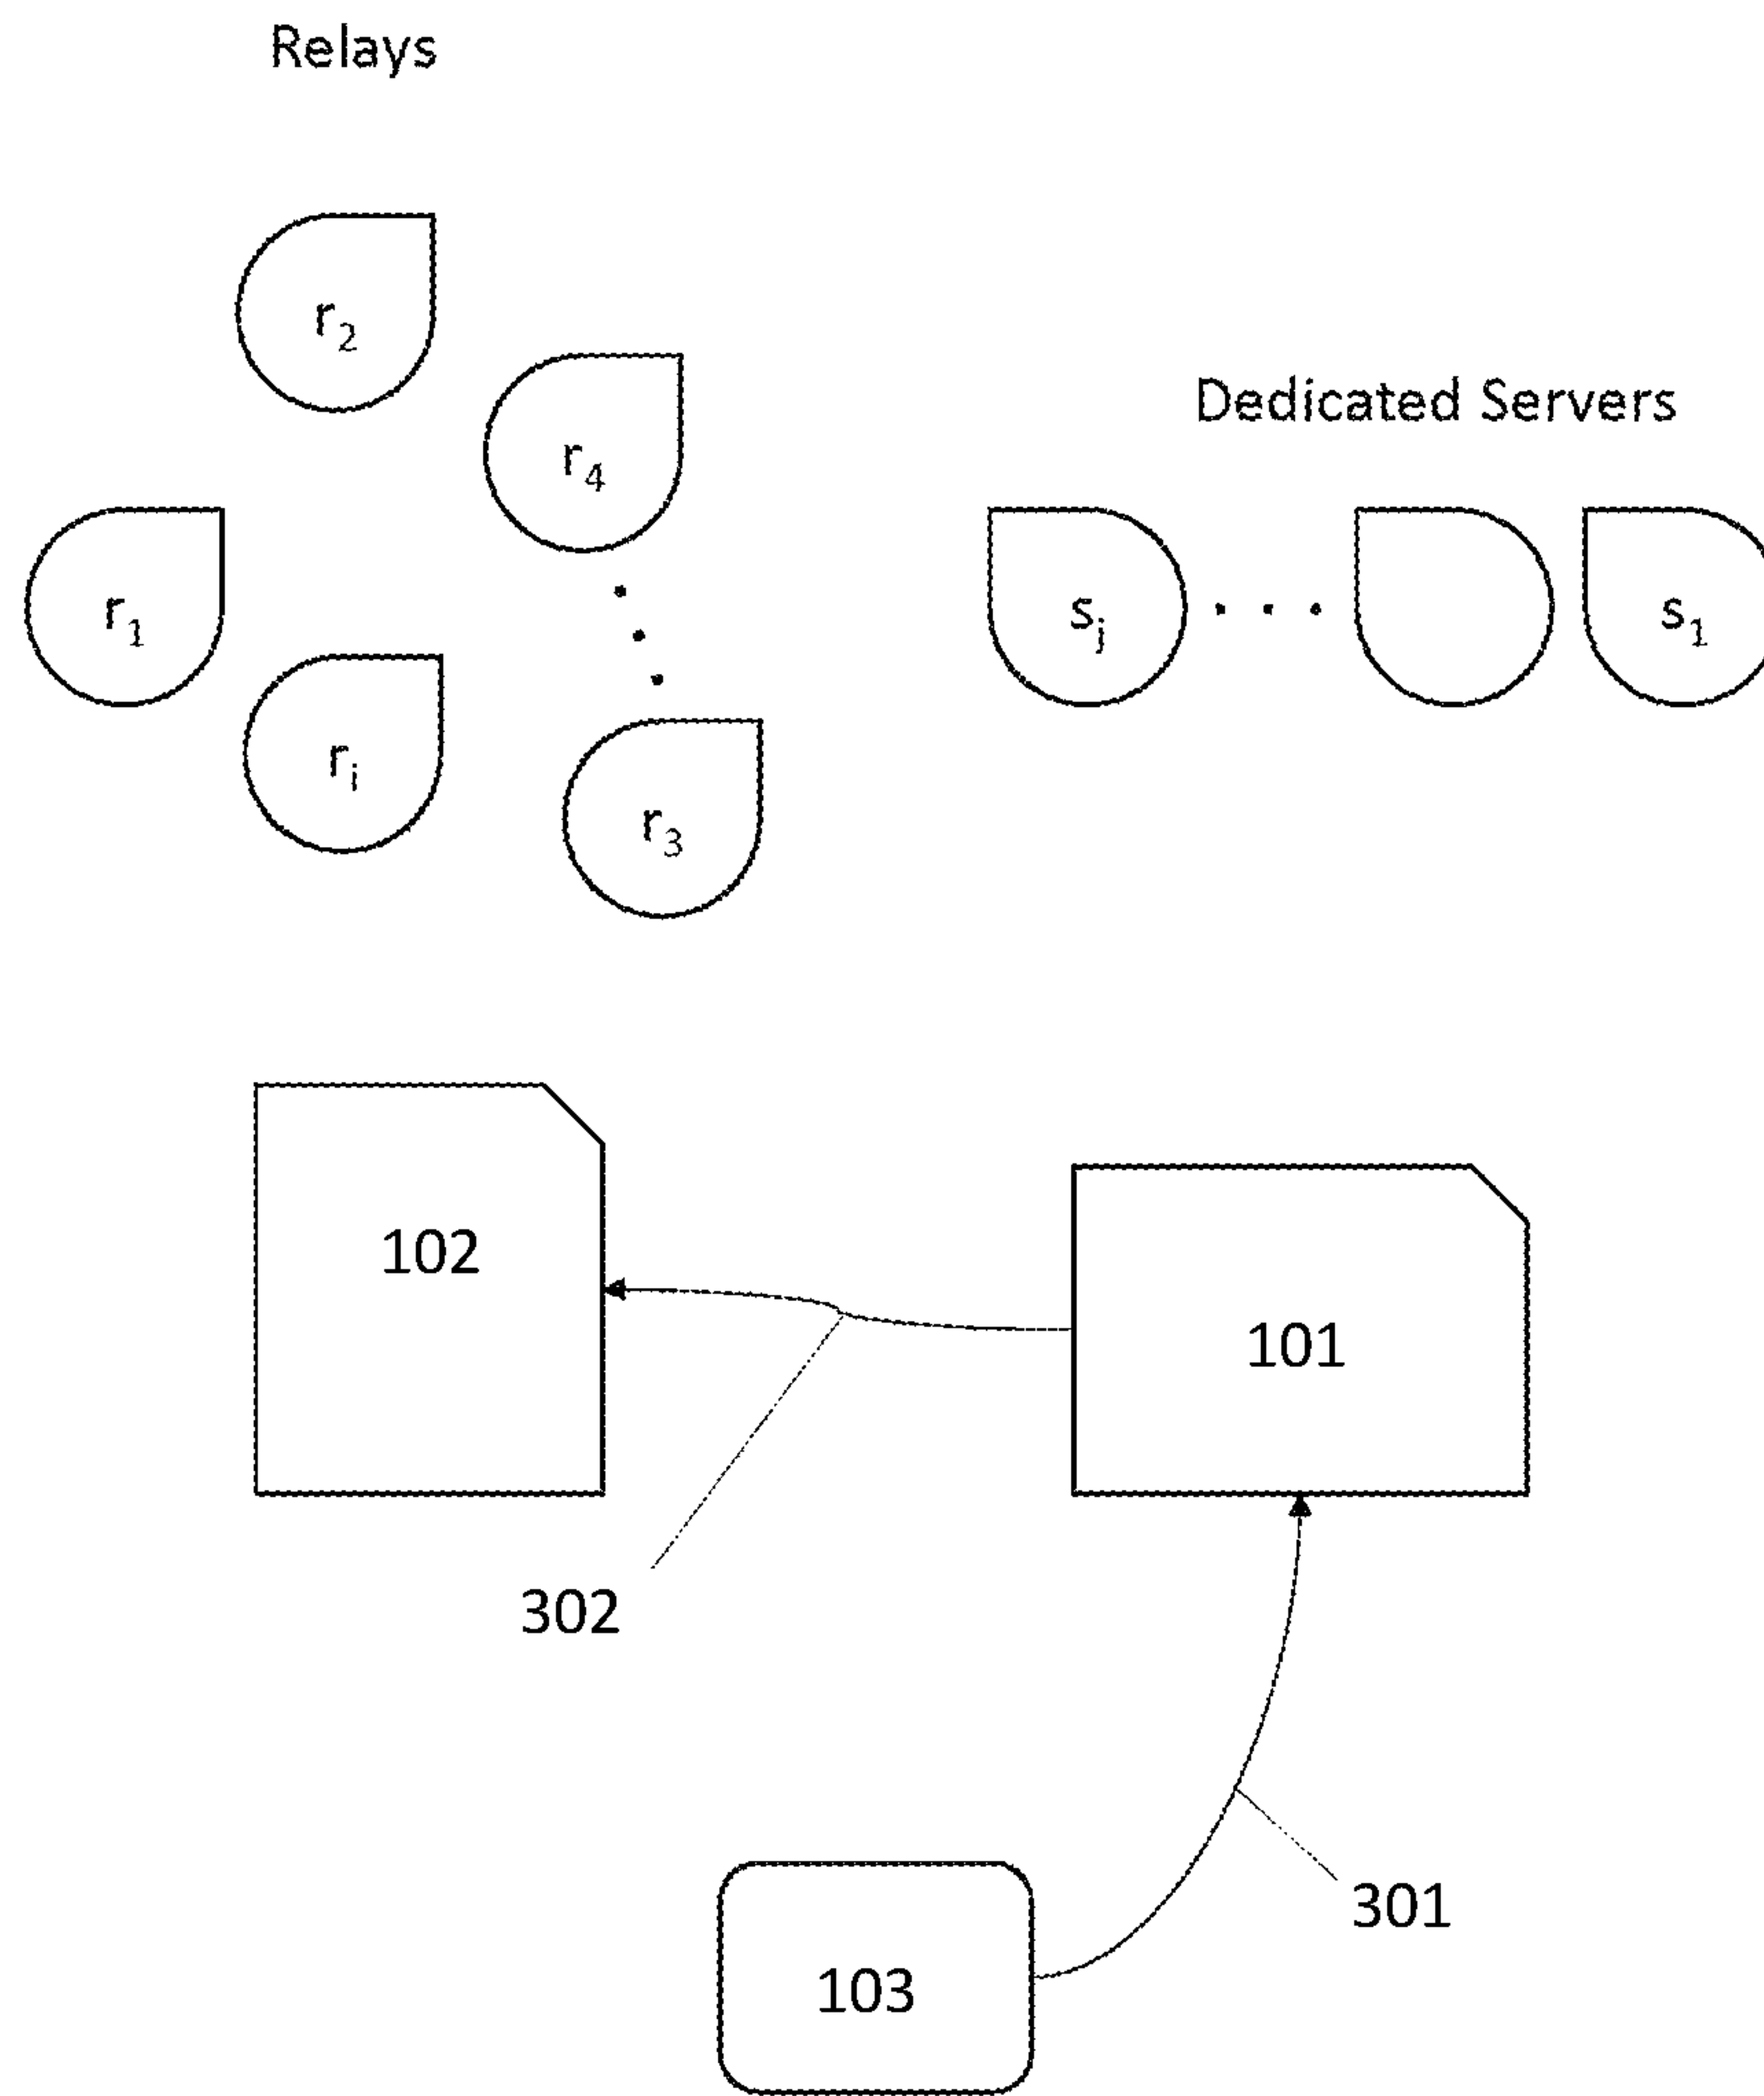 Relays
r2
r4
Dedicated Servers
r1
sj
s1
ri
r3
102
101
302
301
103